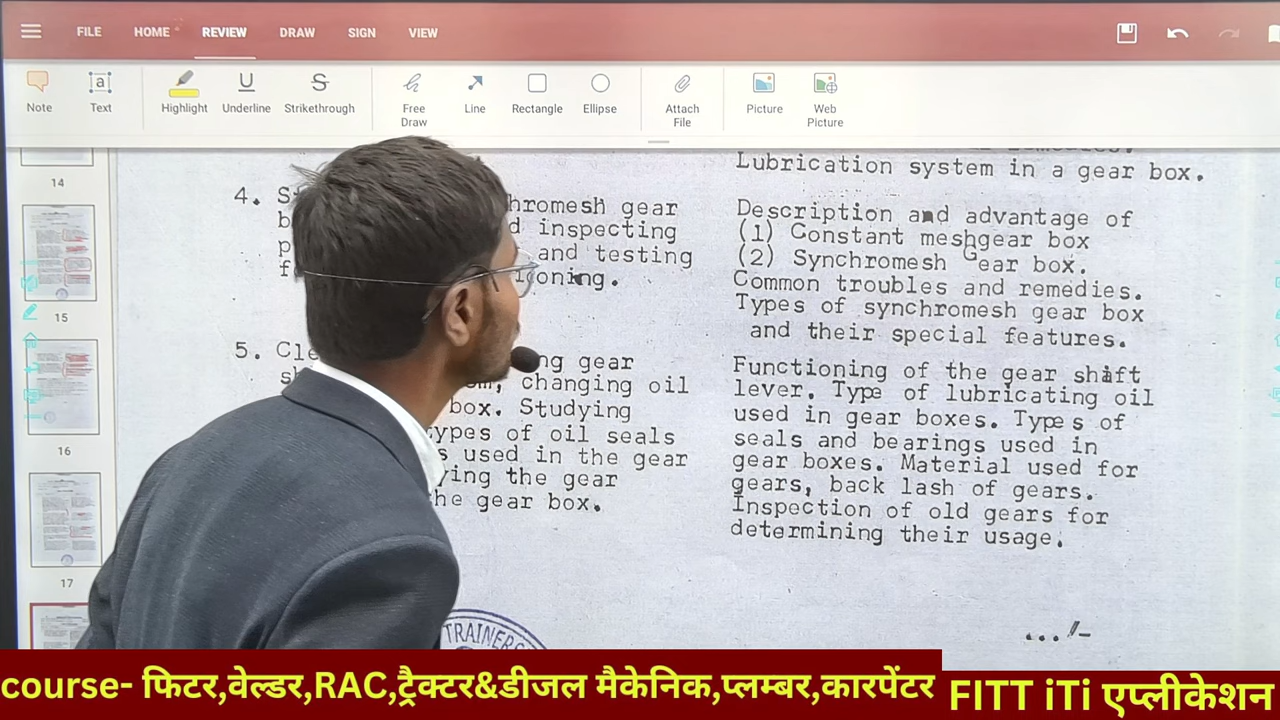 FILE HOME REVIEW DRAW SIGN VIEW
Note Text Highlight Underline Strikethrough Free Draw Line Rectangle Ellipse Attach File Picture Web Picture
14
15
16
17
Lubrication system in a gear box.
4.
hromesh gear
inspecting
and testing
ioning.
Description and advantage of
(1) Constant meshgear box
(2) Synchromesh Gear box.
Common troubles and remedies.
Types of synchromesh gear box
and their special features.
5. Cle
ng gear
changing oil
box. Studying
ypes of oil seals
s used in the gear
ying the gear
he gear box.
Functioning of the gear shift
lever. Type of lubricating oil
used in gear boxes. Types of
seals and bearings used in
gear boxes. Material used for
gears, back lash of gears.
Inspection of old gears for
determining their usage.
.../-
TRAINERS
course- फिटर,वेल्डर,RAC,ट्रैक्टर&डीजल मैकेनिक,प्लम्बर,कारपेंटर
FITT iTi एप्लीकेशन